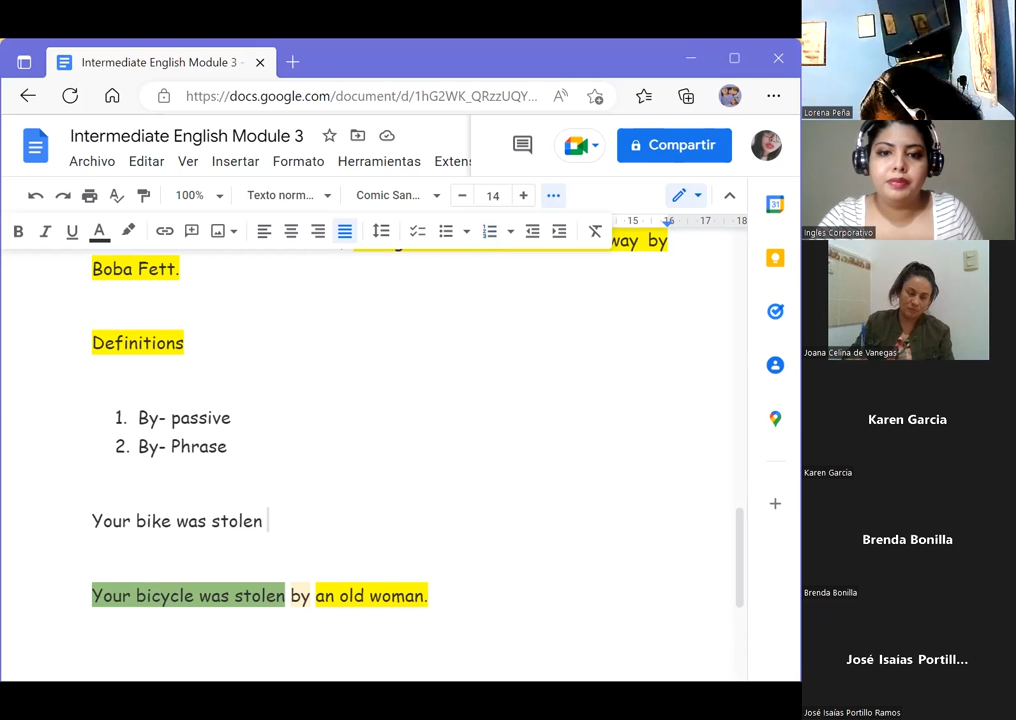 Intermediate English Module 3 -
https://docs.google.com/document/d/1hG2WK_QRzzUQY...
Intermediate English Module 3
Compartir
Archivo Editar Ver Insertar Formato Herramientas Exten
100% Texto norm... Comic San... 14
15 16 17 18
way by
Boba Fett.
Definitions
1. By- passive
2. By- Phrase
Your bike was stolen
Your bicycle was stolen by an old woman.
31
Lorena Peña
Ingles Corporativo
Joana Celina de Vanegas
Karen Garcia
Karen Garcia
Brenda Bonilla
Brenda Bonilla
José Isaías Portill...
José Isaías Portillo Ramos